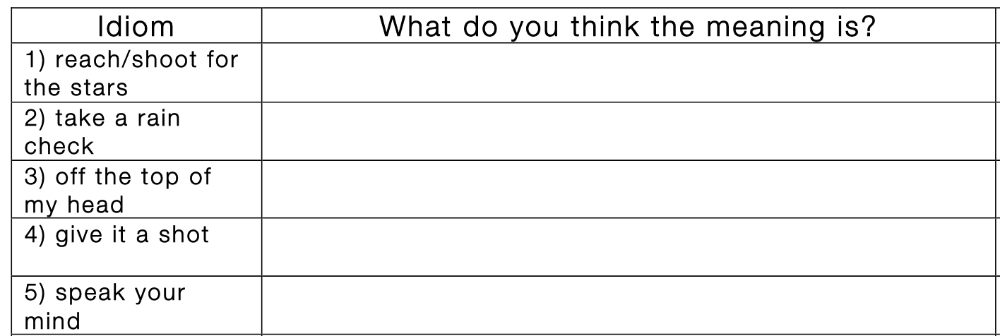 Idiom
What do you think the meaning is?
1) reach/shoot for
the stars
2) take a rain
check
3) off the top of
my head
4) give it a shot
5) speak your
mind